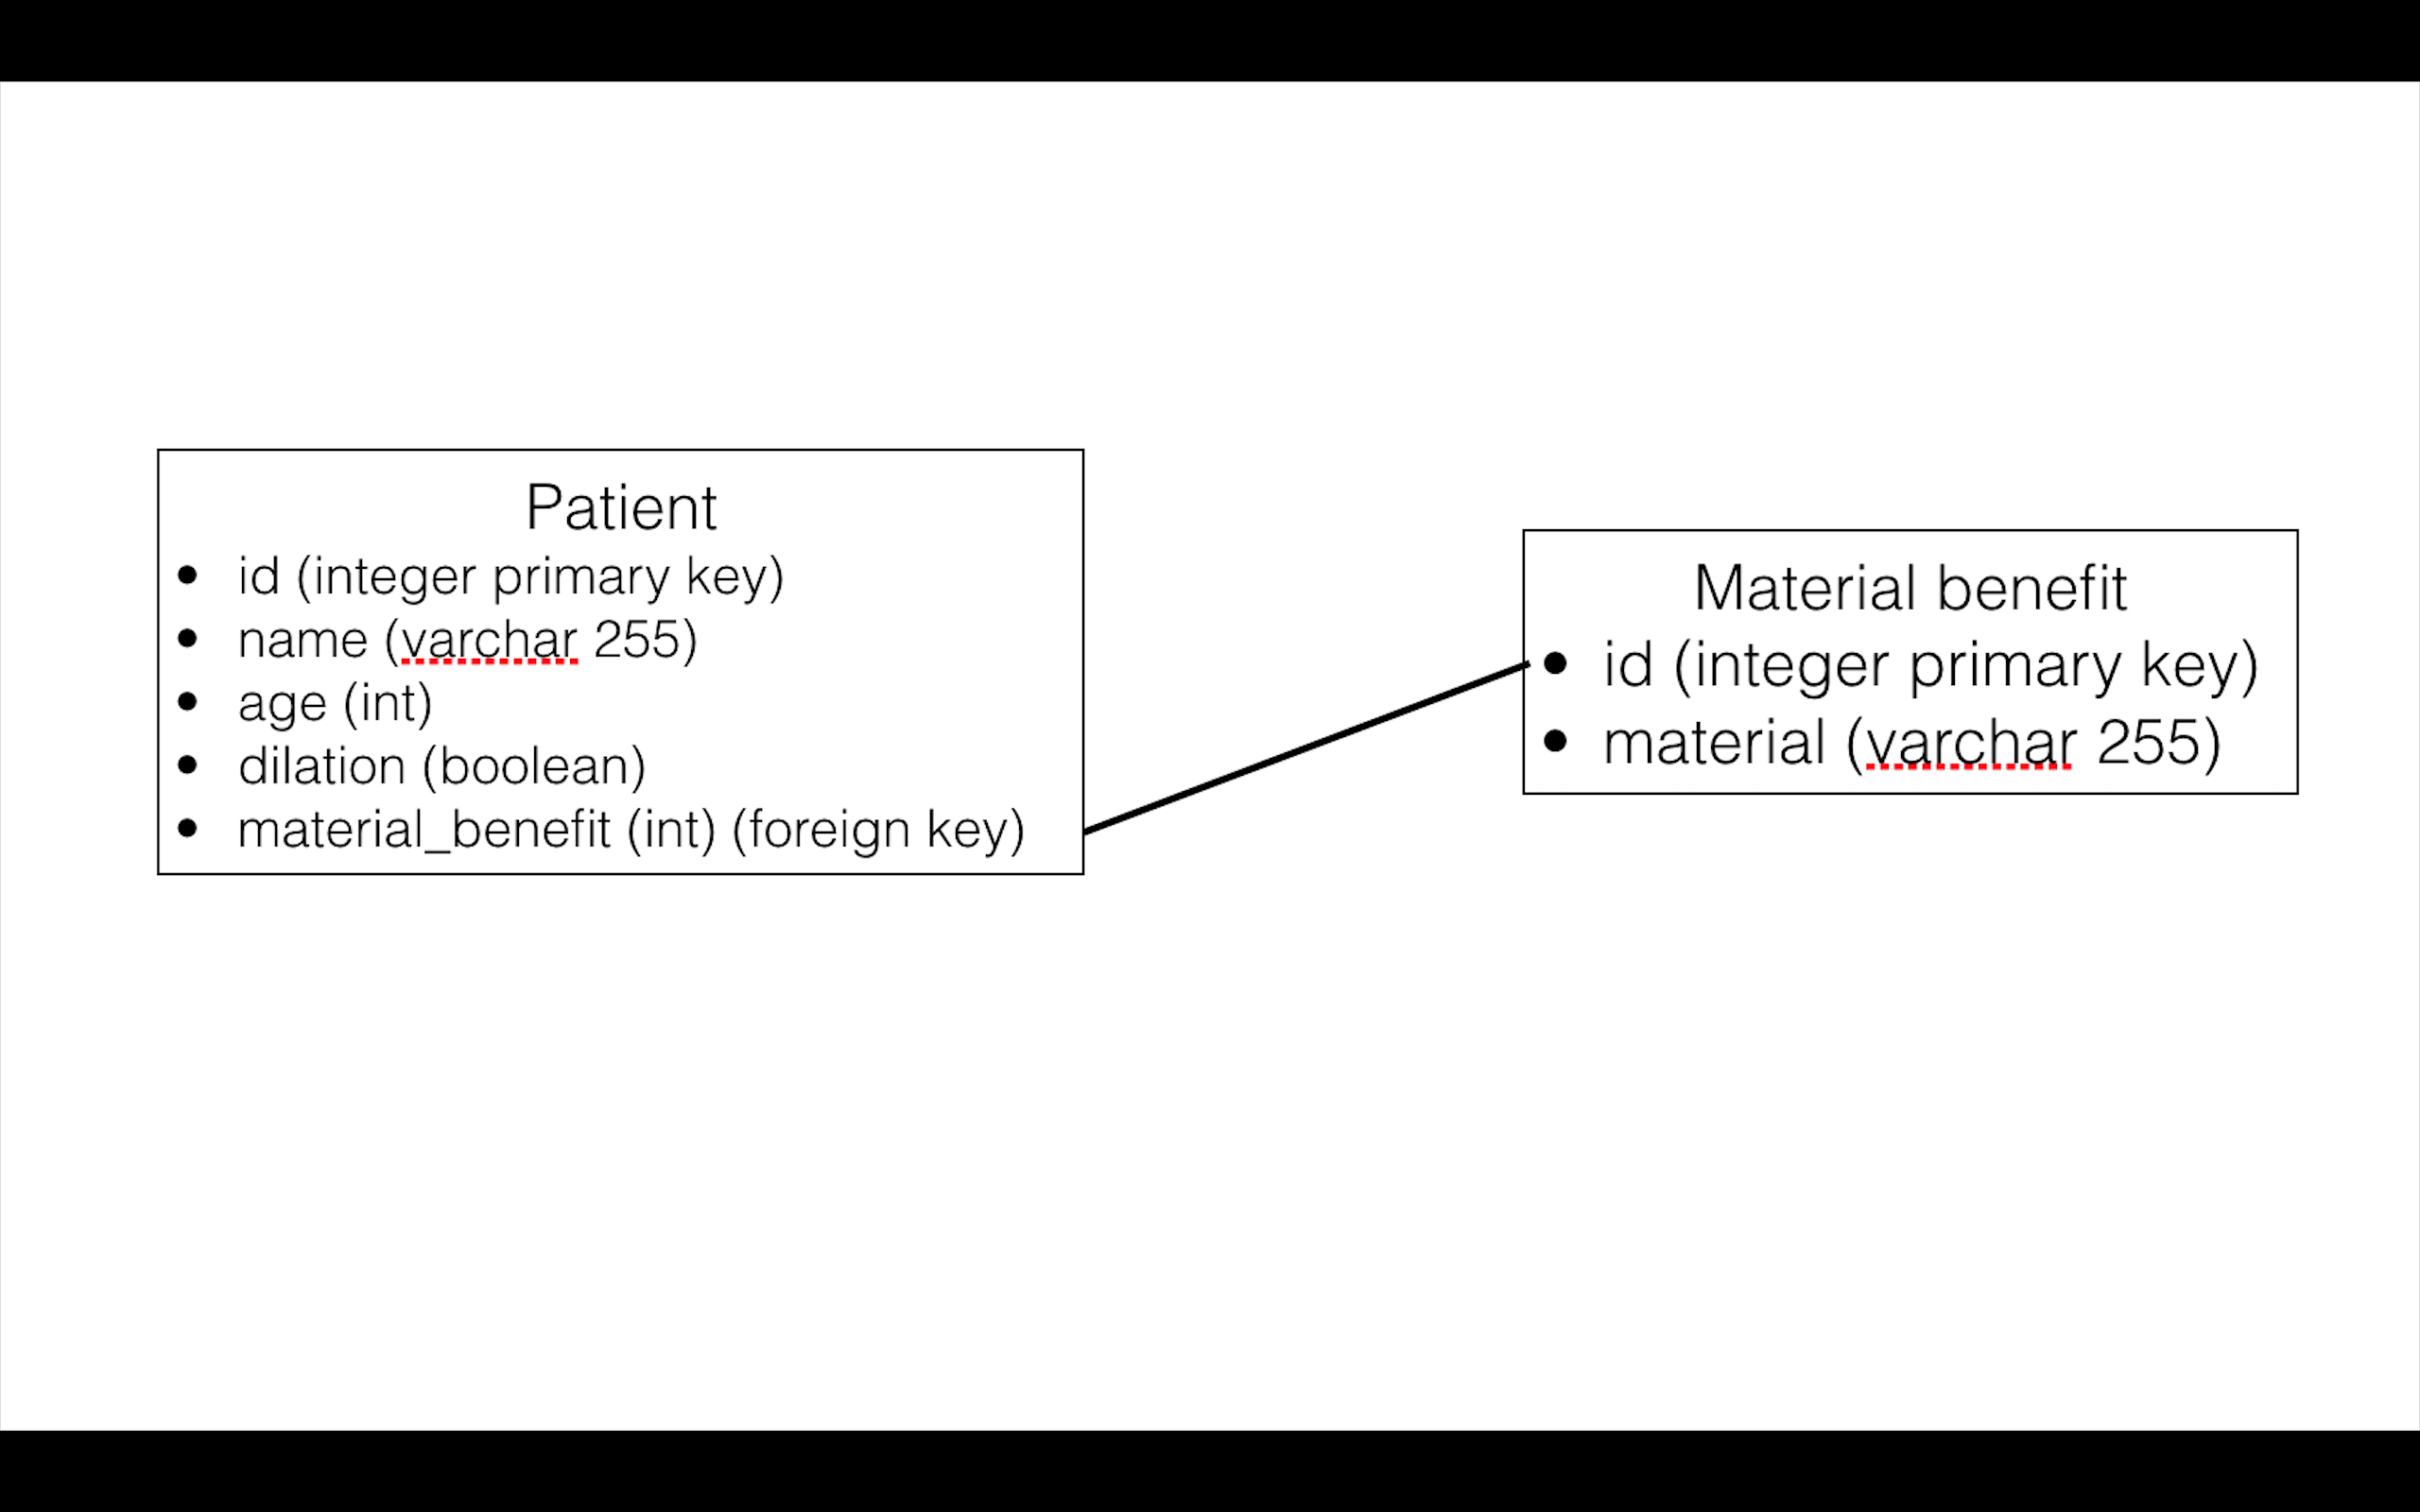 Patient
• id (integer primary key)
• name (varchar 255)
• age (int)
• dilation (boolean)
• material_benefit (int) (foreign key)
Material benefit
• id (integer primary key)
• material (varchar 255)